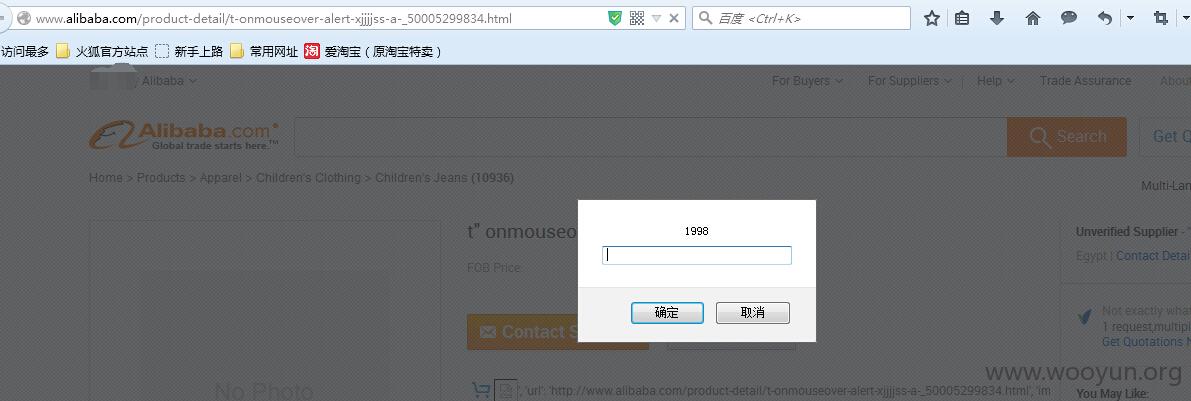 www.alibaba.com/product-detail/t-onmouseover-alert-xjjjjss-a-_50005299834.html
百度 <Ctrl+K>
访问最多 火狐官方站点 新手上路 常用网址 淘 爱淘宝（原淘宝特卖）
Alibaba For Buyers For Suppliers Help Trade Assurance About
Alibaba.com
Global trade starts here.™
Search Get Q
Home > Products > Apparel > Children's Clothing > Children's Jeans (10936)
Multi-Lan
t" onmouseo
FOB Price:
1998
确定 取消
Unverified Supplier - "
Egypt | Contact Detai
Contact S
Not exactly wha
1 request,multipl
Get Quotations N
No Photo
', 'url': 'http://www.alibaba.com/product-detail/t-onmouseover-alert-xjjjjss-a-_50005299834.html', 'im
You May Like:
www.wooyun.org